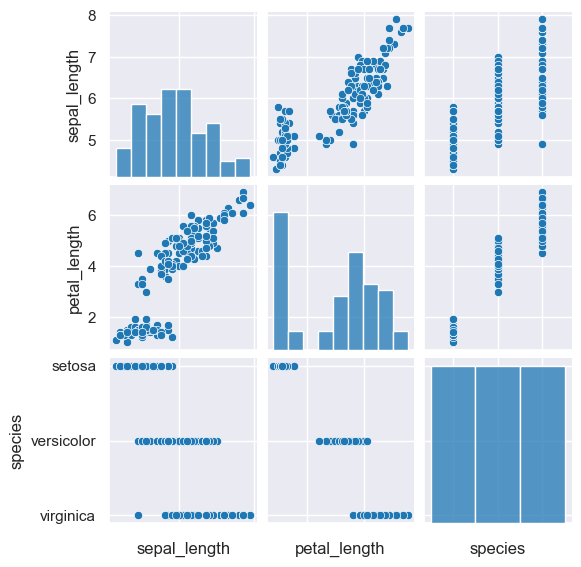 8
7
6
5
sepal_length
6
4
2
petal_length
setosa
versicolor
virginica
species
sepal_length
petal_length
species